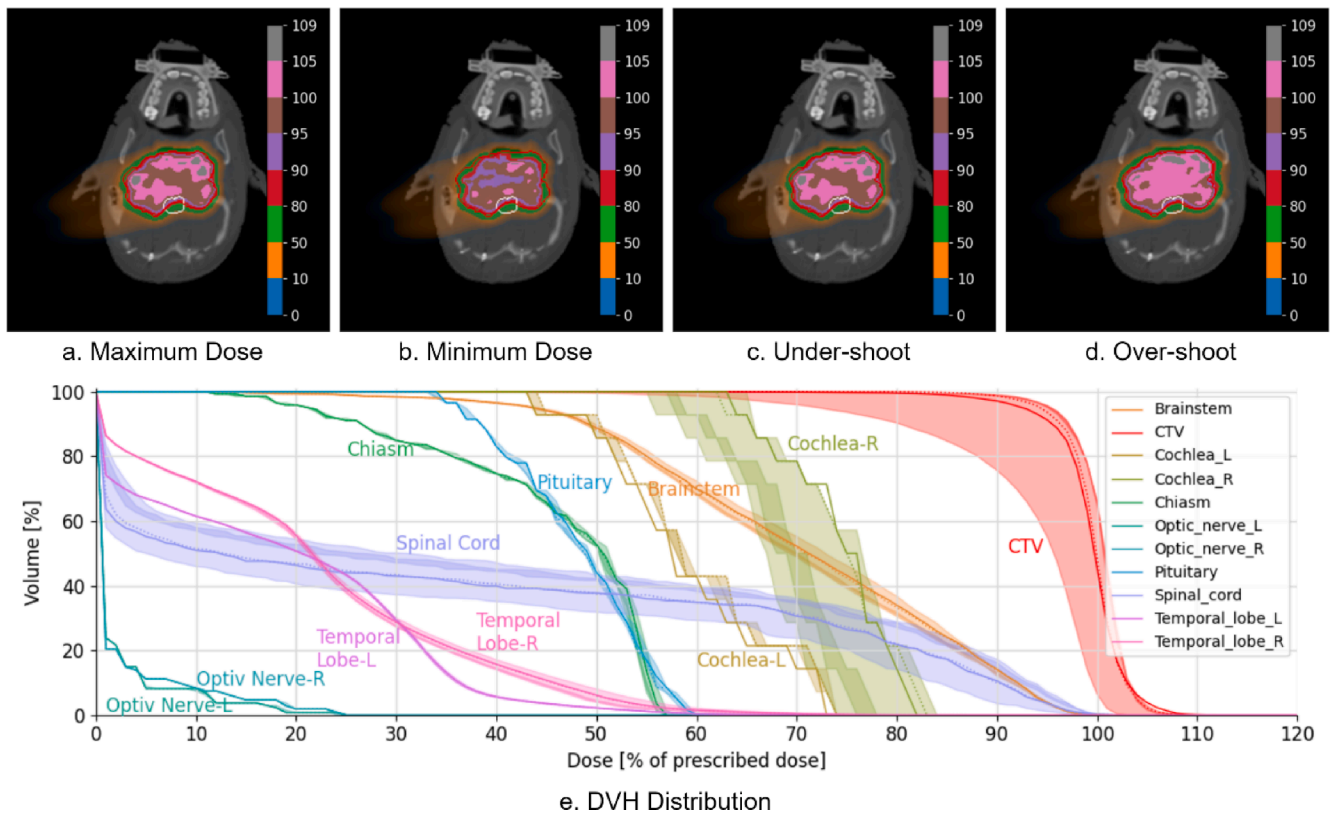 109
105
100
95
90
80
50
10
0
109
105
100
95
90
80
50
10
0
109
105
100
95
90
80
50
10
0
109
105
100
95
90
80
50
10
0
a. Maximum Dose
b. Minimum Dose
c. Under-shoot
d. Over-shoot
Volume [%]
100
80
60
40
20
0
Chiasm
Pituitary
Brainstem
Cochlea-R
Spinal Cord
CTV
Temporal
Lobe-L
Temporal
Lobe-R
Cochlea-L
Optiv Nerve-R
Optiv Nerve-L
Brainstem
CTV
Cochlea_L
Cochlea_R
Chiasm
Optic_nerve_L
Optic_nerve_R
Pituitary
Spinal_cord
Temporal_lobe_L
Temporal_lobe_R
0 10 20 30 40 50 60 70 80 90 100 110 120
Dose [% of prescribed dose]
e. DVH Distribution